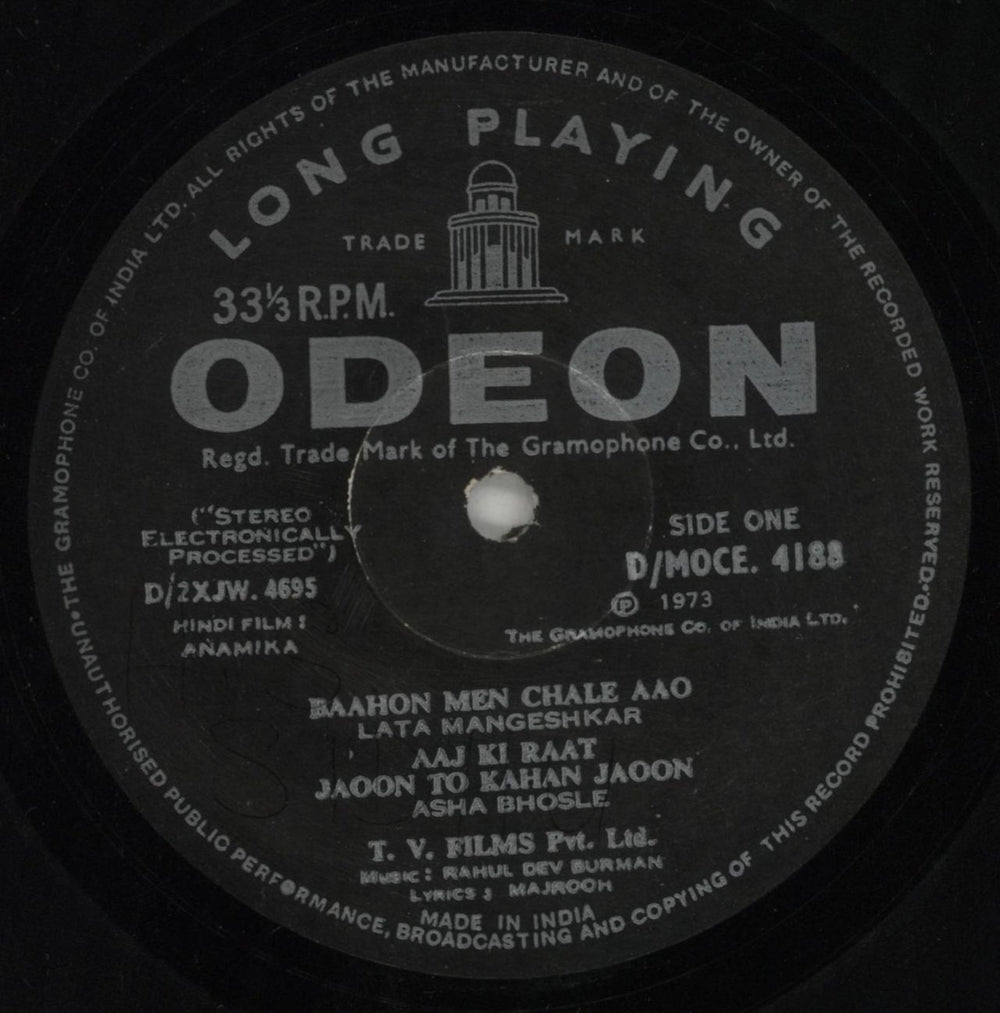 UNAUTHORISED PUBLIC PERFORMANCE, BROADCASTING AND COPYING OF THIS RECORD PROHIBITED.
THE GRAMOPHONE CO. OF INDIA LTD. ALL RIGHTS OF THE MANUFACTURER AND OF THE OWNER OF THE RECORDED WORK RESERVED.
LONG PLAYING
TRADE MARK
33⅓ R.P.M.
ODEON
Regd. Trade Mark of The Gramophone Co., Ltd.
("STEREO
ELECTRONICALLY
PROCESSED")
D/2XJW. 4695
HINDI FILM :
ANAMIKA
SIDE ONE
D/MOCE. 4188
℗ 1973
THE GRAMOPHONE CO. OF INDIA LTD.
BAAHON MEN CHALE AAO
LATA MANGESHKAR
AAJ KI RAAT
JAOON TO KAHAN JAOON
ASHA BHOSLE
T. V. FILMS Pvt. Ltd.
MUSIC : RAHUL DEV BURMAN
LYRICS : MAJROOH
MADE IN INDIA